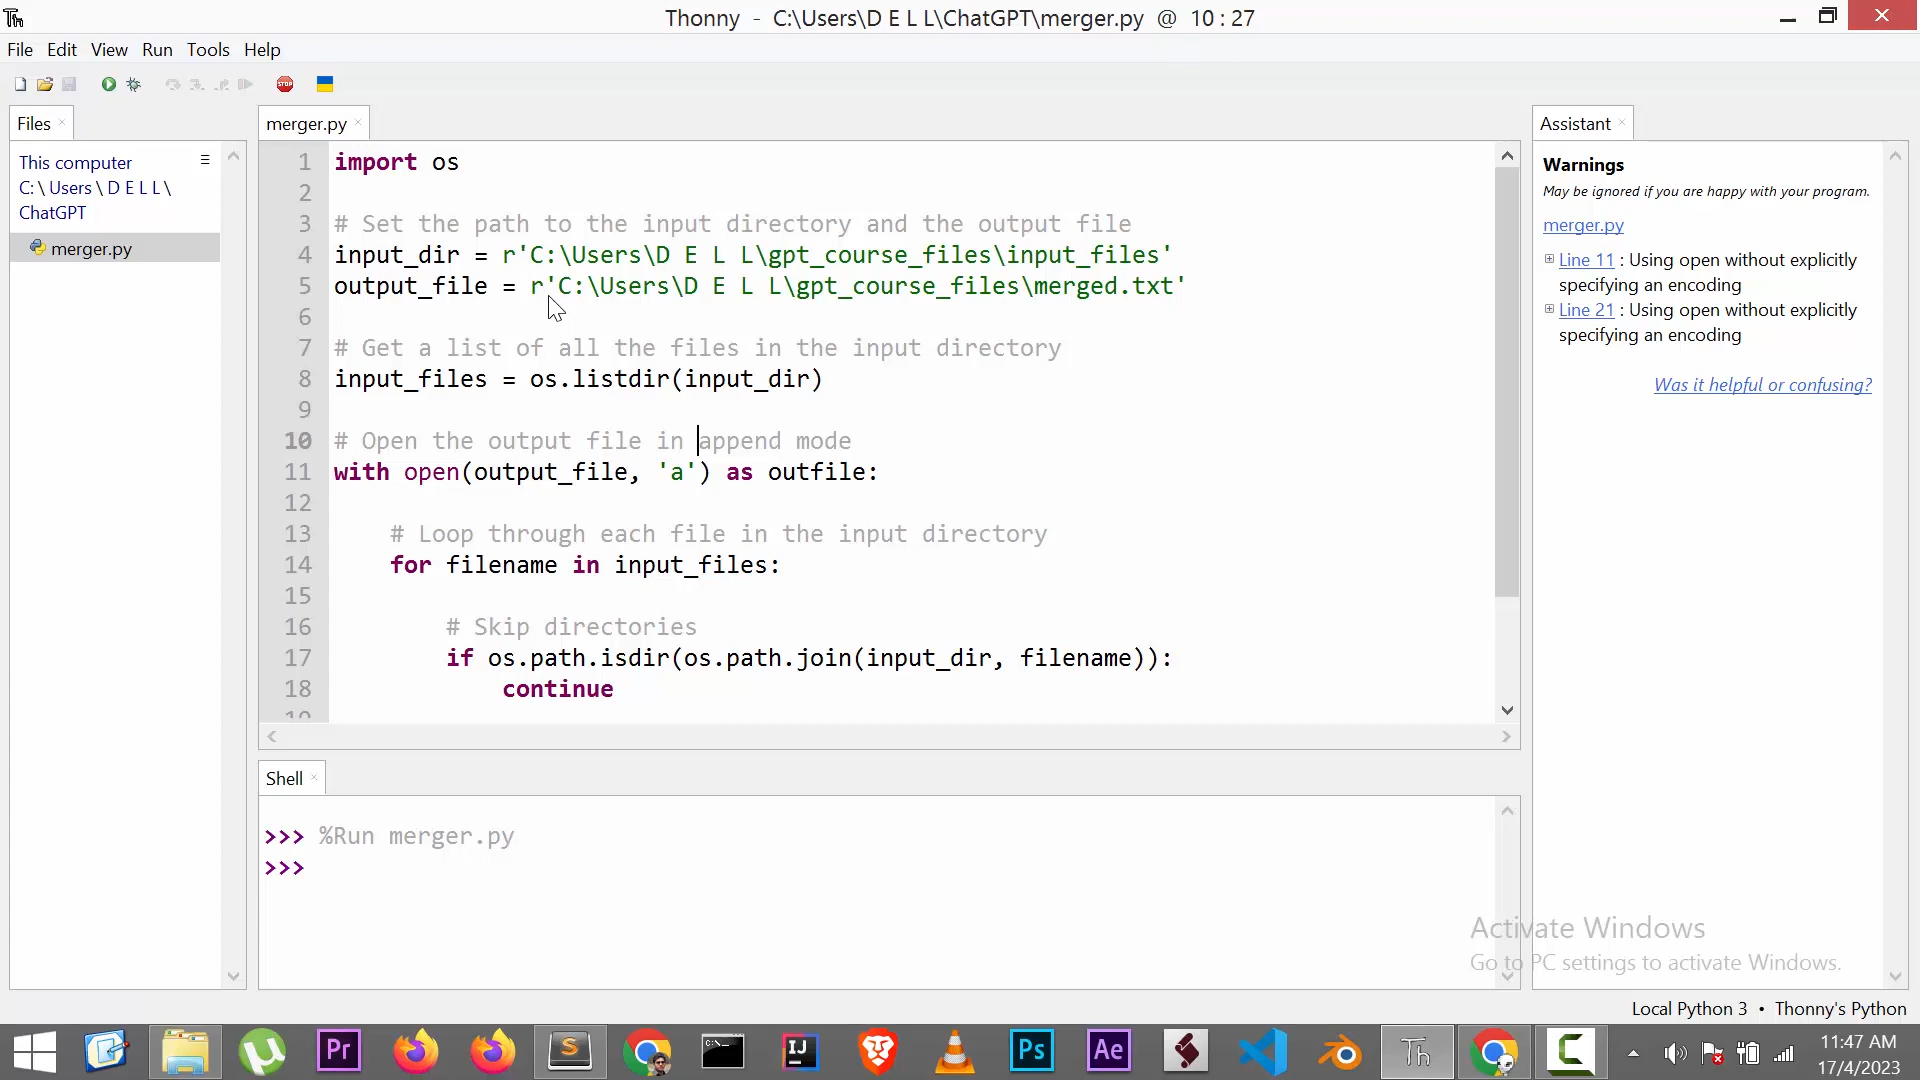 Thonny - C:\Users\D E L L\ChatGPT\merger.py @ 10 : 27
File Edit View Run Tools Help
STOP
Files
This computer
C: \ Users \ D E L L \
ChatGPT
merger.py
merger.py
1 import os
2
3 # Set the path to the input directory and the output file
4 input_dir = r'C:\Users\D E L L\gpt_course_files\input_files'
5 output_file = r'C:\Users\D E L L\gpt_course_files\merged.txt'
6
7 # Get a list of all the files in the input directory
8 input_files = os.listdir(input_dir)
9
10 # Open the output file in append mode
11 with open(output_file, 'a') as outfile:
12
13 # Loop through each file in the input directory
14 for filename in input_files:
15
16 # Skip directories
17 if os.path.isdir(os.path.join(input_dir, filename)):
18 continue
19
Shell
>>> %Run merger.py
>>>
Assistant
Warnings
May be ignored if you are happy with your program.
merger.py
Line 11 : Using open without explicitly
specifying an encoding
Line 21 : Using open without explicitly
specifying an encoding
Was it helpful or confusing?
Activate Windows
Go to PC settings to activate Windows.
Local Python 3 • Thonny's Python
Pr
S
C:\_
IJ
Ps
Ae
Th
C
11:47 AM
17/4/2023